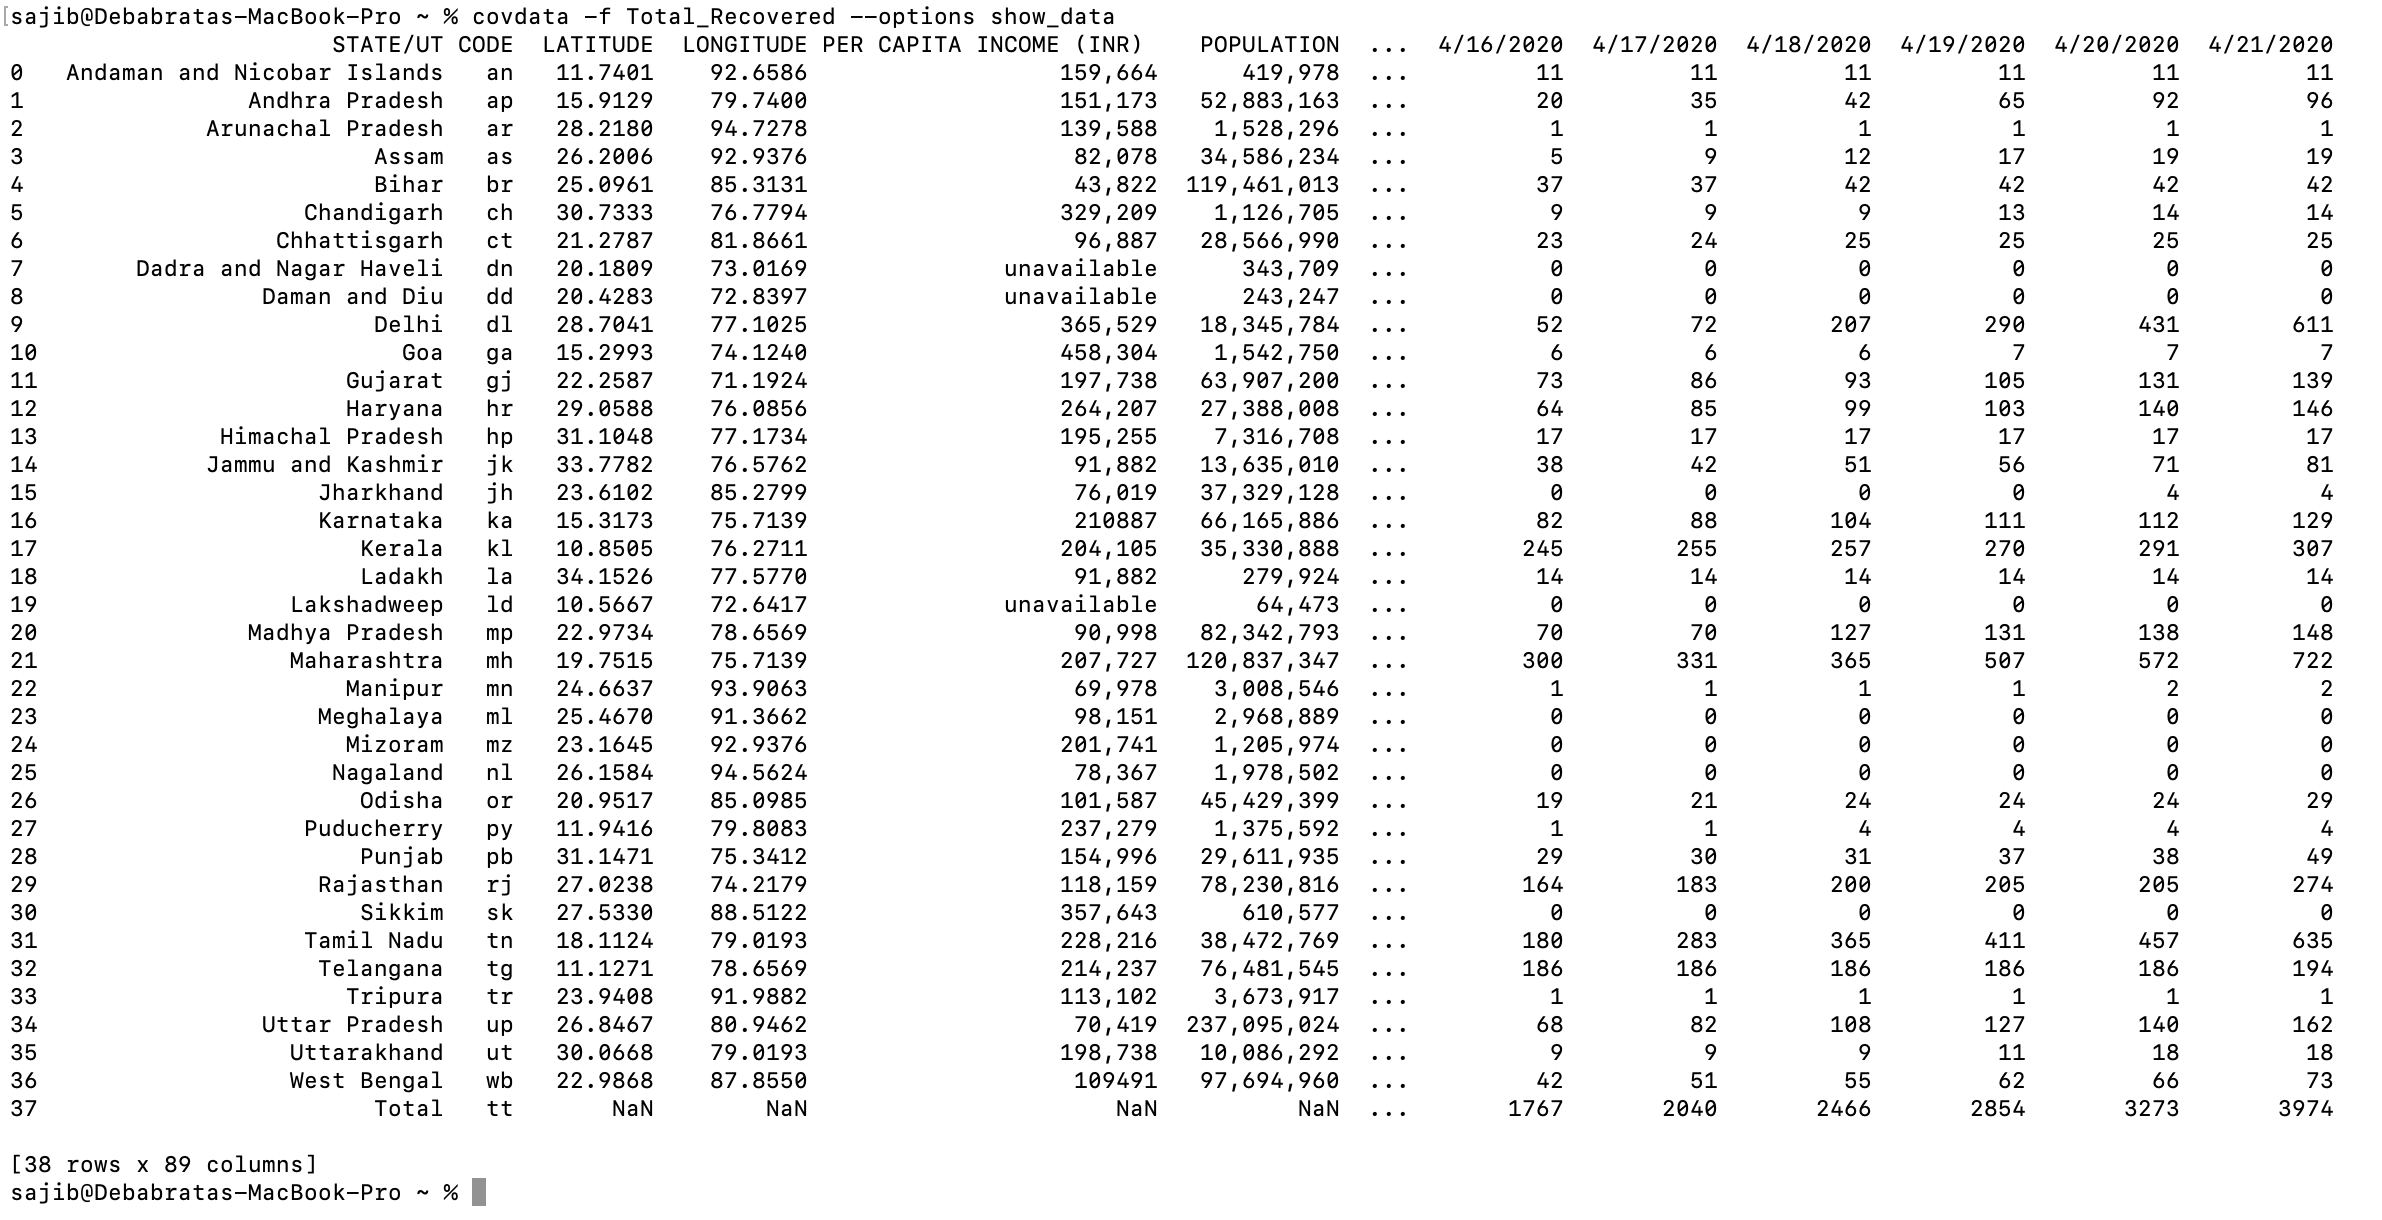 sajib@Debabratas-MacBook-Pro ~ % covdata -f Total_Recovered --options show_data
STATE/UT CODE LATITUDE LONGITUDE PER CAPITA INCOME (INR) POPULATION ... 4/16/2020 4/17/2020 4/18/2020 4/19/2020 4/20/2020 4/21/2020
0 Andaman and Nicobar Islands an 11.7401 92.6586 159,664 419,978 ... 11 11 11 11 11 11
1 Andhra Pradesh ap 15.9129 79.7400 151,173 52,883,163 ... 20 35 42 65 92 96
2 Arunachal Pradesh ar 28.2180 94.7278 139,588 1,528,296 ... 1 1 1 1 1 1
3 Assam as 26.2006 92.9376 82,078 34,586,234 ... 5 9 12 17 19 19
4 Bihar br 25.0961 85.3131 43,822 119,461,013 ... 37 37 42 42 42 42
5 Chandigarh ch 30.7333 76.7794 329,209 1,126,705 ... 9 9 9 13 14 14
6 Chhattisgarh ct 21.2787 81.8661 96,887 28,566,990 ... 23 24 25 25 25 25
7 Dadra and Nagar Haveli dn 20.1809 73.0169 unavailable 343,709 ... 0 0 0 0 0 0
8 Daman and Diu dd 20.4283 72.8397 unavailable 243,247 ... 0 0 0 0 0 0
9 Delhi dl 28.7041 77.1025 365,529 18,345,784 ... 52 72 207 290 431 611
10 Goa ga 15.2993 74.1240 458,304 1,542,750 ... 6 6 6 7 7 7
11 Gujarat gj 22.2587 71.1924 197,738 63,907,200 ... 73 86 93 105 131 139
12 Haryana hr 29.0588 76.0856 264,207 27,388,008 ... 64 85 99 103 140 146
13 Himachal Pradesh hp 31.1048 77.1734 195,255 7,316,708 ... 17 17 17 17 17 17
14 Jammu and Kashmir jk 33.7782 76.5762 91,882 13,635,010 ... 38 42 51 56 71 81
15 Jharkhand jh 23.6102 85.2799 76,019 37,329,128 ... 0 0 0 0 4 4
16 Karnataka ka 15.3173 75.7139 210887 66,165,886 ... 82 88 104 111 112 129
17 Kerala kl 10.8505 76.2711 204,105 35,330,888 ... 245 255 257 270 291 307
18 Ladakh la 34.1526 77.5770 91,882 279,924 ... 14 14 14 14 14 14
19 Lakshadweep ld 10.5667 72.6417 unavailable 64,473 ... 0 0 0 0 0 0
20 Madhya Pradesh mp 22.9734 78.6569 90,998 82,342,793 ... 70 70 127 131 138 148
21 Maharashtra mh 19.7515 75.7139 207,727 120,837,347 ... 300 331 365 507 572 722
22 Manipur mn 24.6637 93.9063 69,978 3,008,546 ... 1 1 1 1 2 2
23 Meghalaya ml 25.4670 91.3662 98,151 2,968,889 ... 0 0 0 0 0 0
24 Mizoram mz 23.1645 92.9376 201,741 1,205,974 ... 0 0 0 0 0 0
25 Nagaland nl 26.1584 94.5624 78,367 1,978,502 ... 0 0 0 0 0 0
26 Odisha or 20.9517 85.0985 101,587 45,429,399 ... 19 21 24 24 24 29
27 Puducherry py 11.9416 79.8083 237,279 1,375,592 ... 1 1 4 4 4 4
28 Punjab pb 31.1471 75.3412 154,996 29,611,935 ... 29 30 31 37 38 49
29 Rajasthan rj 27.0238 74.2179 118,159 78,230,816 ... 164 183 200 205 205 274
30 Sikkim sk 27.5330 88.5122 357,643 610,577 ... 0 0 0 0 0 0
31 Tamil Nadu tn 18.1124 79.0193 228,216 38,472,769 ... 180 283 365 411 457 635
32 Telangana tg 11.1271 78.6569 214,237 76,481,545 ... 186 186 186 186 186 194
33 Tripura tr 23.9408 91.9882 113,102 3,673,917 ... 1 1 1 1 1 1
34 Uttar Pradesh up 26.8467 80.9462 70,419 237,095,024 ... 68 82 108 127 140 162
35 Uttarakhand ut 30.0668 79.0193 198,738 10,086,292 ... 9 9 9 11 18 18
36 West Bengal wb 22.9868 87.8550 109491 97,694,960 ... 42 51 55 62 66 73
37 Total tt NaN NaN NaN NaN ... 1767 2040 2466 2854 3273 3974
[38 rows x 89 columns]
sajib@Debabratas-MacBook-Pro ~ %